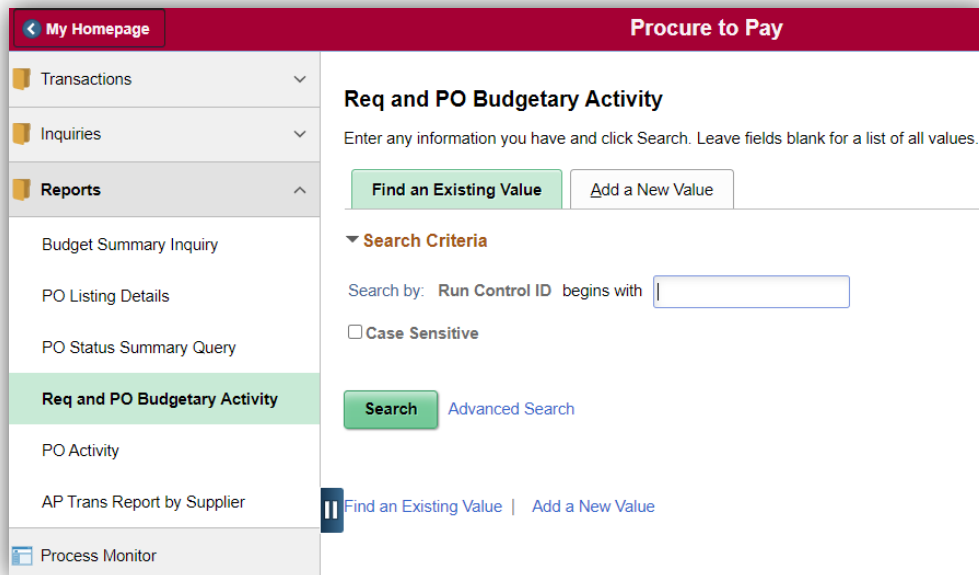 My Homepage
Procure to Pay
Transactions
Inquiries
Reports
Budget Summary Inquiry
PO Listing Details
PO Status Summary Query
Req and PO Budgetary Activity
PO Activity
AP Trans Report by Supplier
Process Monitor
Req and PO Budgetary Activity
Enter any information you have and click Search. Leave fields blank for a list of all values.
Find an Existing Value
Add a New Value
Search Criteria
Search by: Run Control ID begins with
Case Sensitive
Search Advanced Search
Find an Existing Value | Add a New Value